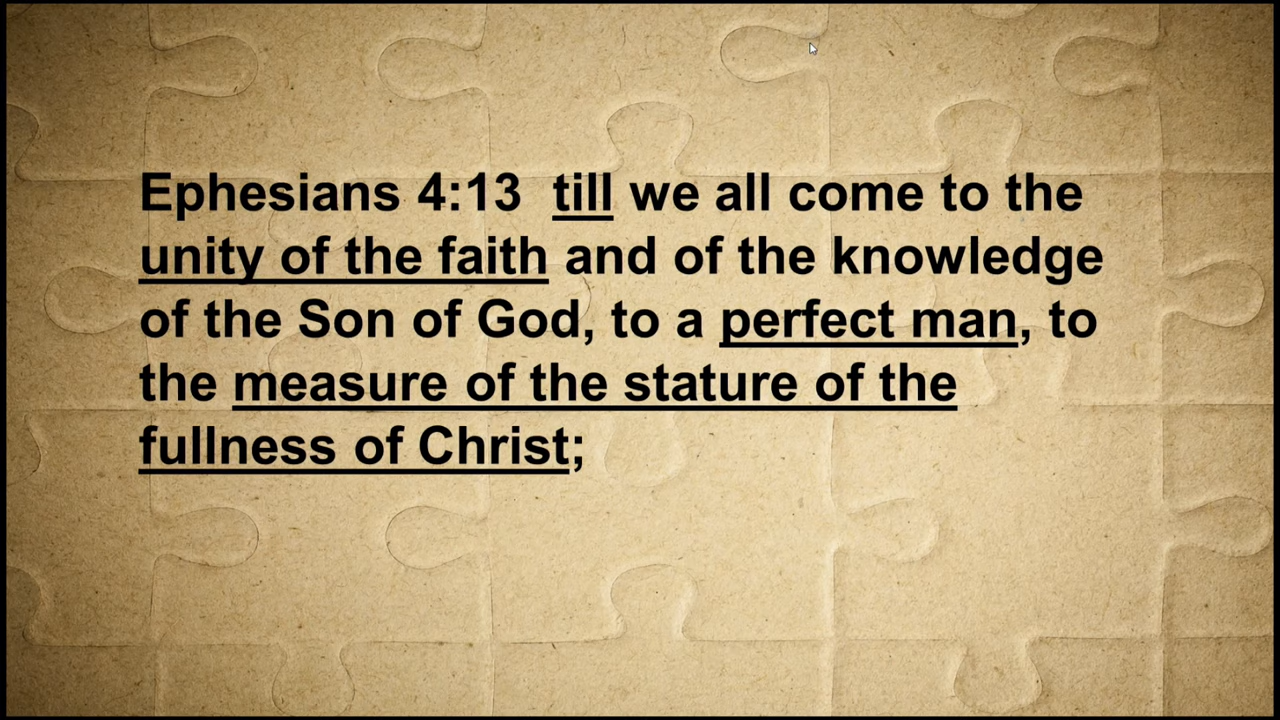 Ephesians 4:13  till we all come to the
unity of the faith and of the knowledge
of the Son of God, to a perfect man, to
the measure of the stature of the
fullness of Christ;